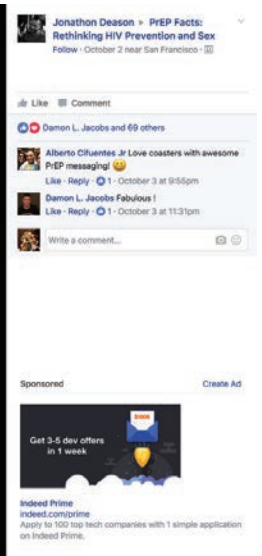 Jonathan Deason ▸ PrEP Facts:
Rethinking HIV Prevention and Sex
Follow · October 2 near San Francisco ·
Like Comment
Damon L. Jacobs and 69 others
Alberto Cifuentes Jr Love coasters with awesome
PrEP messaging! 😀
Like · Reply · 1 · October 3 at 9:55pm
Damon L. Jacobs Fabulous !
Like · Reply · 1 · October 3 at 11:31pm
Write a comment...
Sponsored Create Ad
Get 3-5 dev offers
in 1 week
Indeed Prime
indeed.com/prime
Apply to 100 top tech companies with 1 simple application
on Indeed Prime.